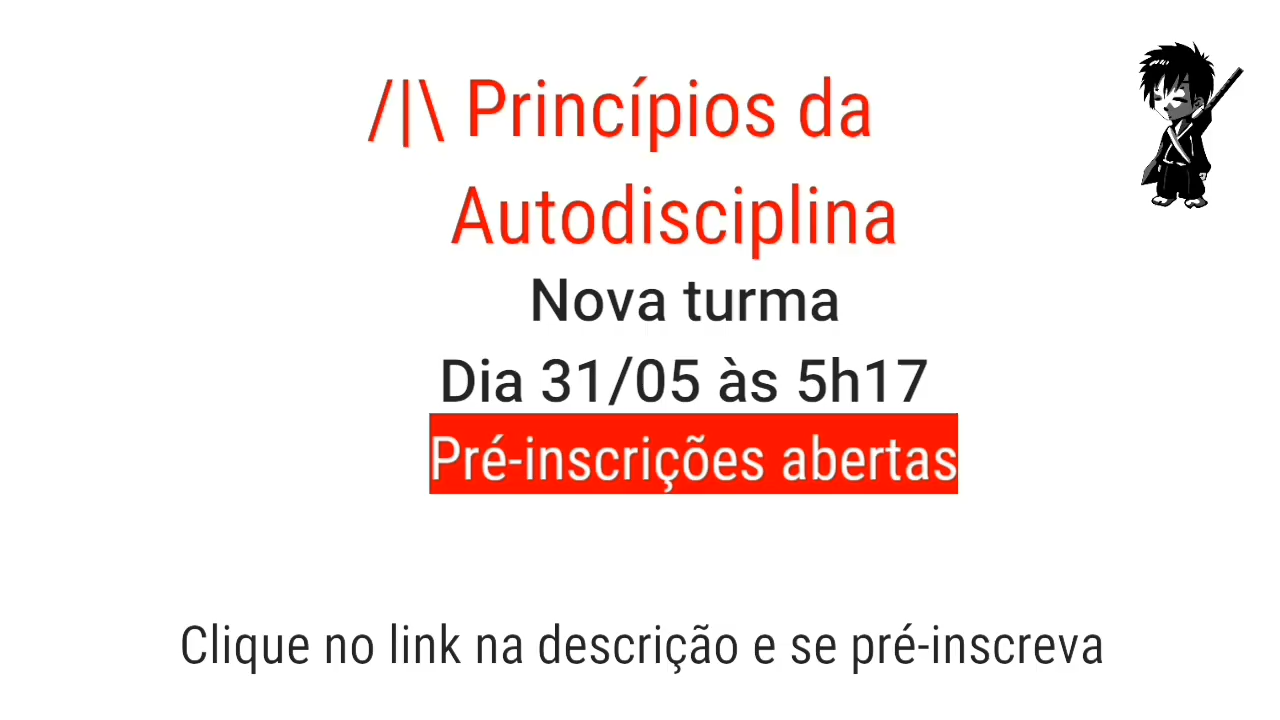 /|\ Princípios da
Autodisciplina
Nova turma
Dia 31/05 às 5h17
Pré-inscrições abertas
Clique no link na descrição e se pré-inscreva